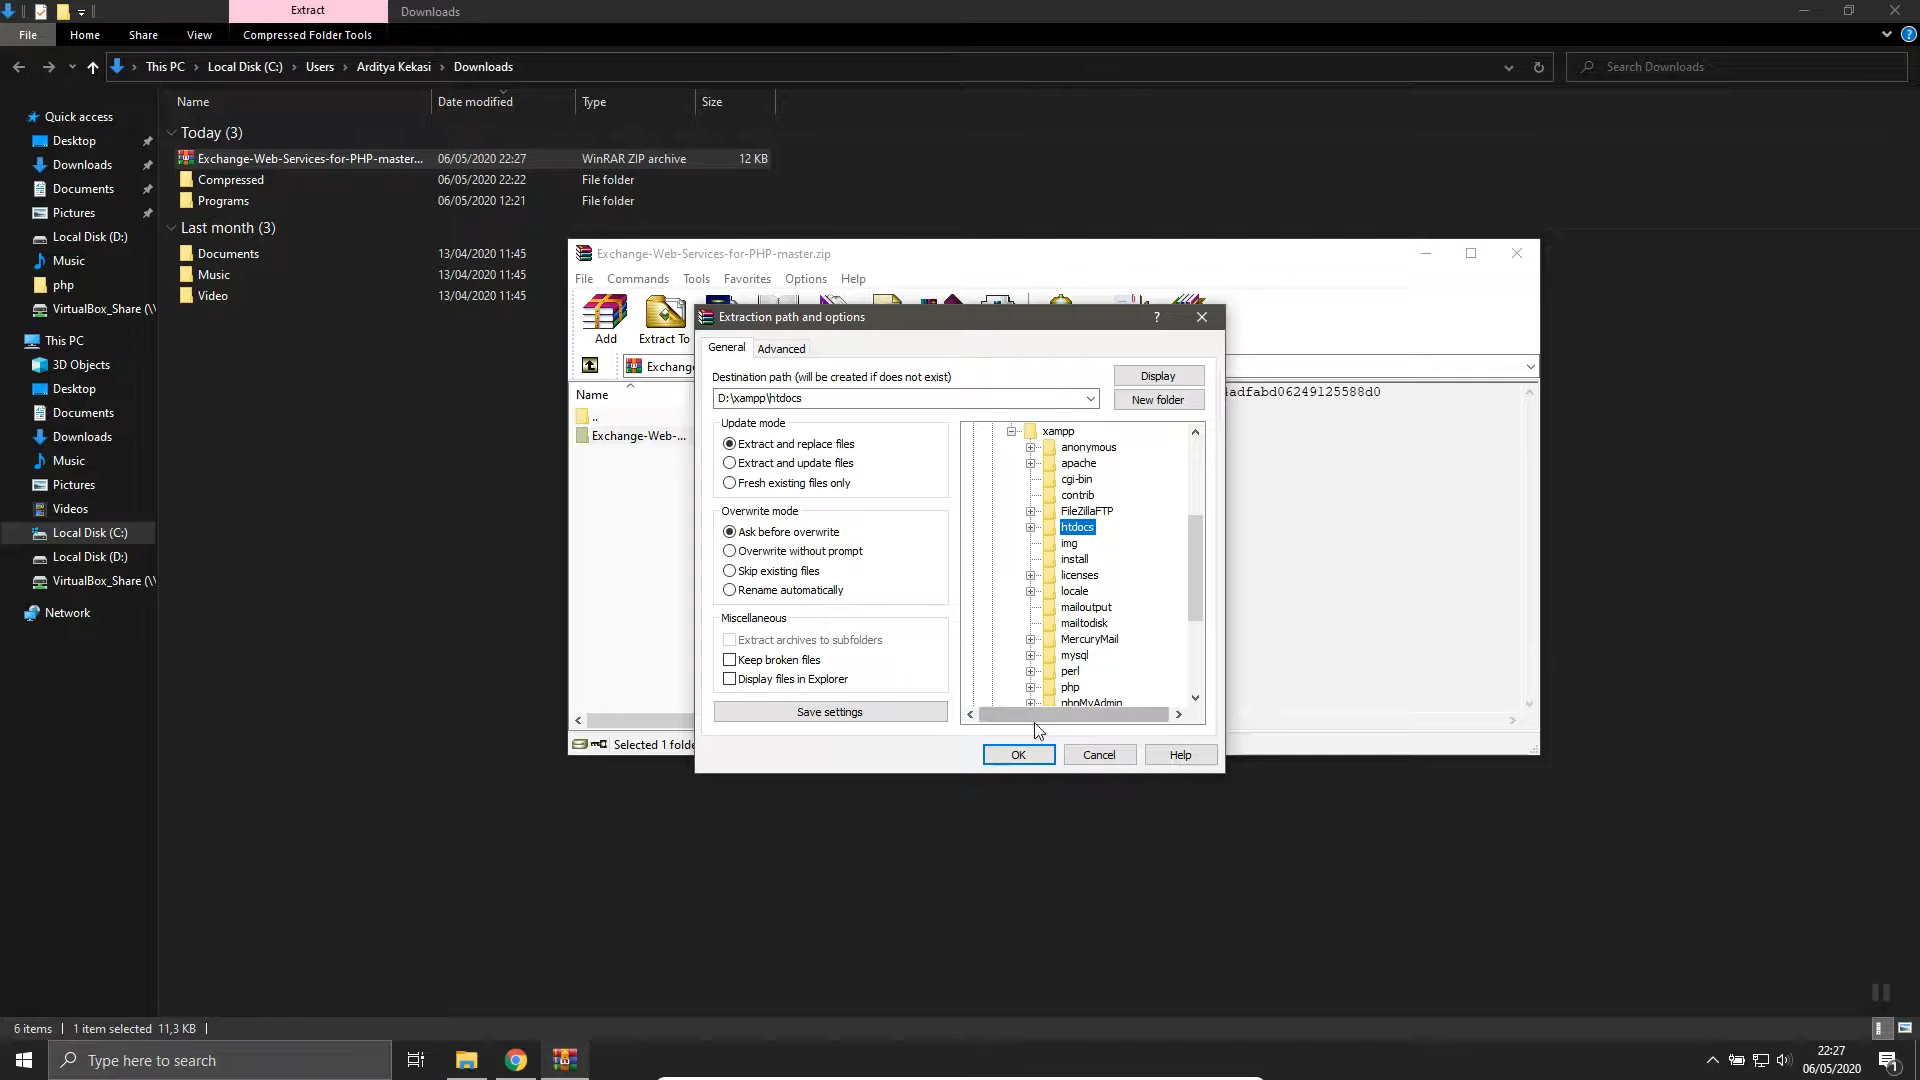 Extract
Downloads
File
Home
Share
View
Compressed Folder Tools
This PC
Local Disk (C:)
Users
Arditya Kekasi
Downloads
Search Downloads
Name
Date modified
Type
Size
Quick access
Desktop
Downloads
Documents
Pictures
Local Disk (D:)
Music
php
VirtualBox_Share (\\
This PC
3D Objects
Desktop
Documents
Downloads
Music
Pictures
Videos
Local Disk (C:)
Local Disk (D:)
VirtualBox_Share (\\
Network
Today (3)
Exchange-Web-Services-for-PHP-master... 06/05/2020 22:27 WinRAR ZIP archive 12 KB
Compressed 06/05/2020 22:22 File folder
Programs 06/05/2020 12:21 File folder
Last month (3)
Documents 13/04/2020 11:45
Music 13/04/2020 11:45
Video 13/04/2020 11:45
Exchange-Web-Services-for-PHP-master.zip
File Commands Tools Favorites Options Help
Add
Extract To
Exchang
Name
..
Exchange-Web-...
adfabd06249125588d0
Selected 1 folde
Extraction path and options
?
General
Advanced
Destination path (will be created if does not exist)
Display
D:\xampp\htdocs
New folder
Update mode
Extract and replace files
Extract and update files
Fresh existing files only
Overwrite mode
Ask before overwrite
Overwrite without prompt
Skip existing files
Rename automatically
Miscellaneous
Extract archives to subfolders
Keep broken files
Display files in Explorer
Save settings
xampp
anonymous
apache
cgi-bin
contrib
FileZillaFTP
htdocs
img
install
licenses
locale
mailoutput
mailtodisk
MercuryMail
mysql
perl
php
phpMyAdmin
OK
Cancel
Help
6 items
1 item selected 11,3 KB
Type here to search
22:27
06/05/2020
1